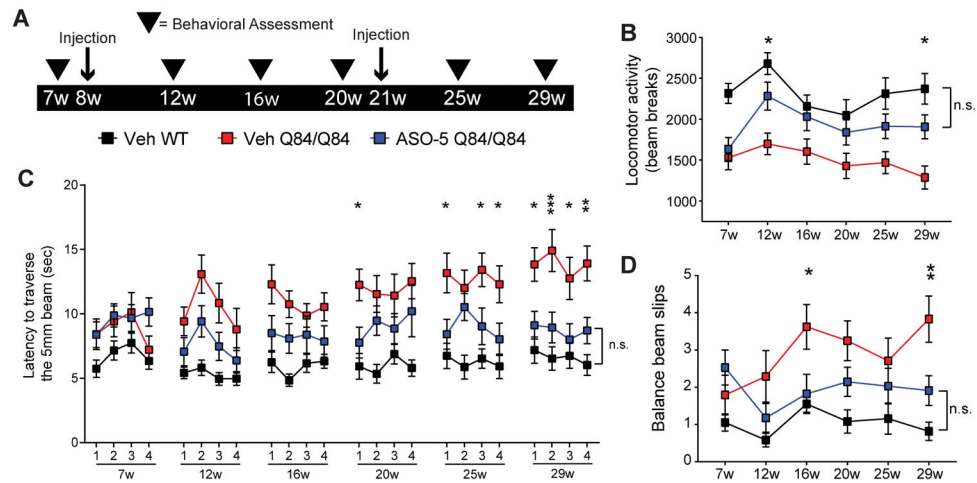 A
▼= Behavioral Assessment
Injection
Injection
7w 8w 12w 16w 20w 21w 25w 29w
Veh WT Veh Q84/Q84 ASO-5 Q84/Q84
B
Locomotor activity
(beam breaks)
3000
2500
2000
1500
1000
* *
n.s.
7w 12w 16w 20w 25w 29w
C
Latency to traverse
the 5mm beam (sec)
20
15
10
5
0
* * * * * *** * **
n.s.
1 2 3 4 1 2 3 4 1 2 3 4 1 2 3 4 1 2 3 4 1 2 3 4
7w 12w 16w 20w 25w 29w
D
Balance beam slips
5
4
3
2
1
0
* **
n.s.
7w 12w 16w 20w 25w 29w